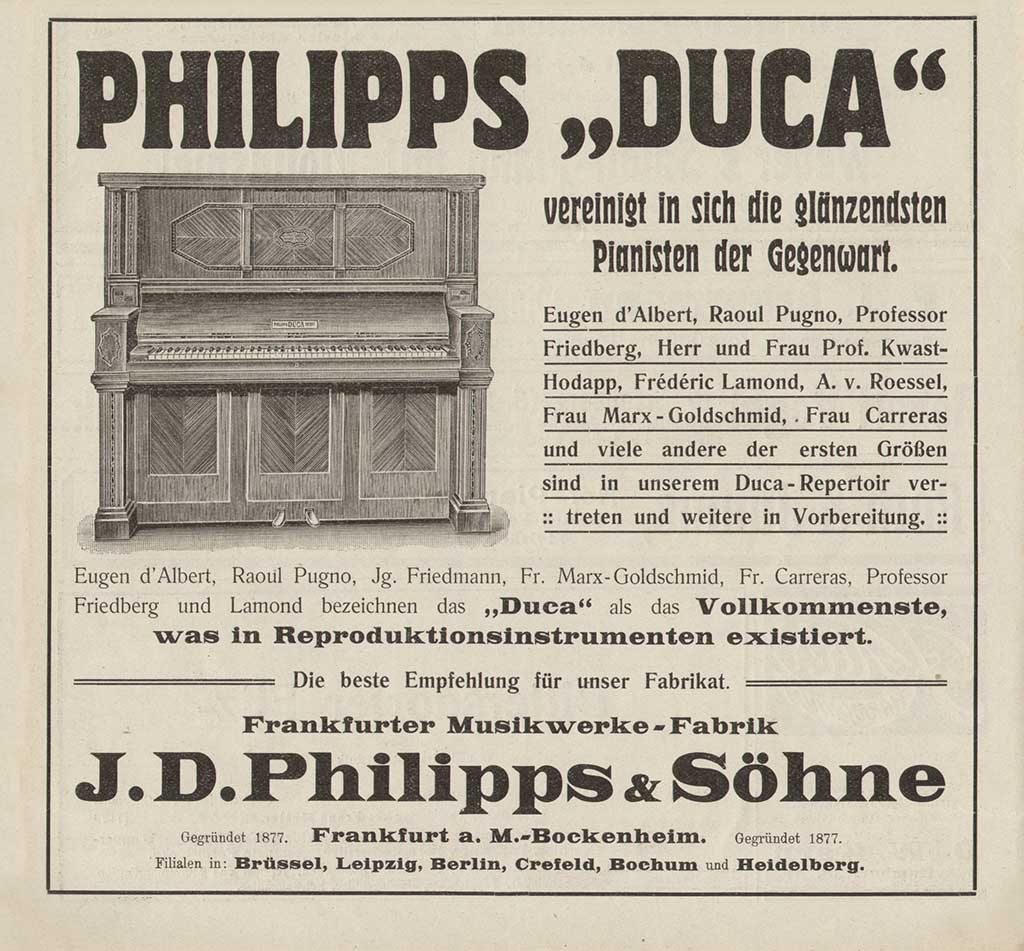 PHILIPPS „DUCA“
vereinigt in sich die glänzendsten
Pianisten der Gegenwart.
Eugen d'Albert, Raoul Pugno, Professor
Friedberg, Herr und Frau Prof. Kwast-
Hodapp, Frédéric Lamond, A. v. Roessel,
Frau Marx-Goldschmid, . Frau Carreras
und viele andere der ersten Größen
sind in unserem Duca-Repertoir ver-
:: treten und weitere in Vorbereitung. ::
DUCA
Eugen d'Albert, Raoul Pugno, Jg. Friedmann, Fr. Marx-Goldschmid, Fr. Carreras, Professor
Friedberg und Lamond bezeichnen das „Duca“ als das Vollkommenste,
was in Reproduktionsinstrumenten existiert.
Die beste Empfehlung für unser Fabrikat.
Frankfurter Musikwerke-Fabrik
J. D. Philipps & Söhne
Gegründet 1877. Frankfurt a. M.-Bockenheim. Gegründet 1877.
Filialen in: Brüssel, Leipzig, Berlin, Crefeld, Bochum und Heidelberg.